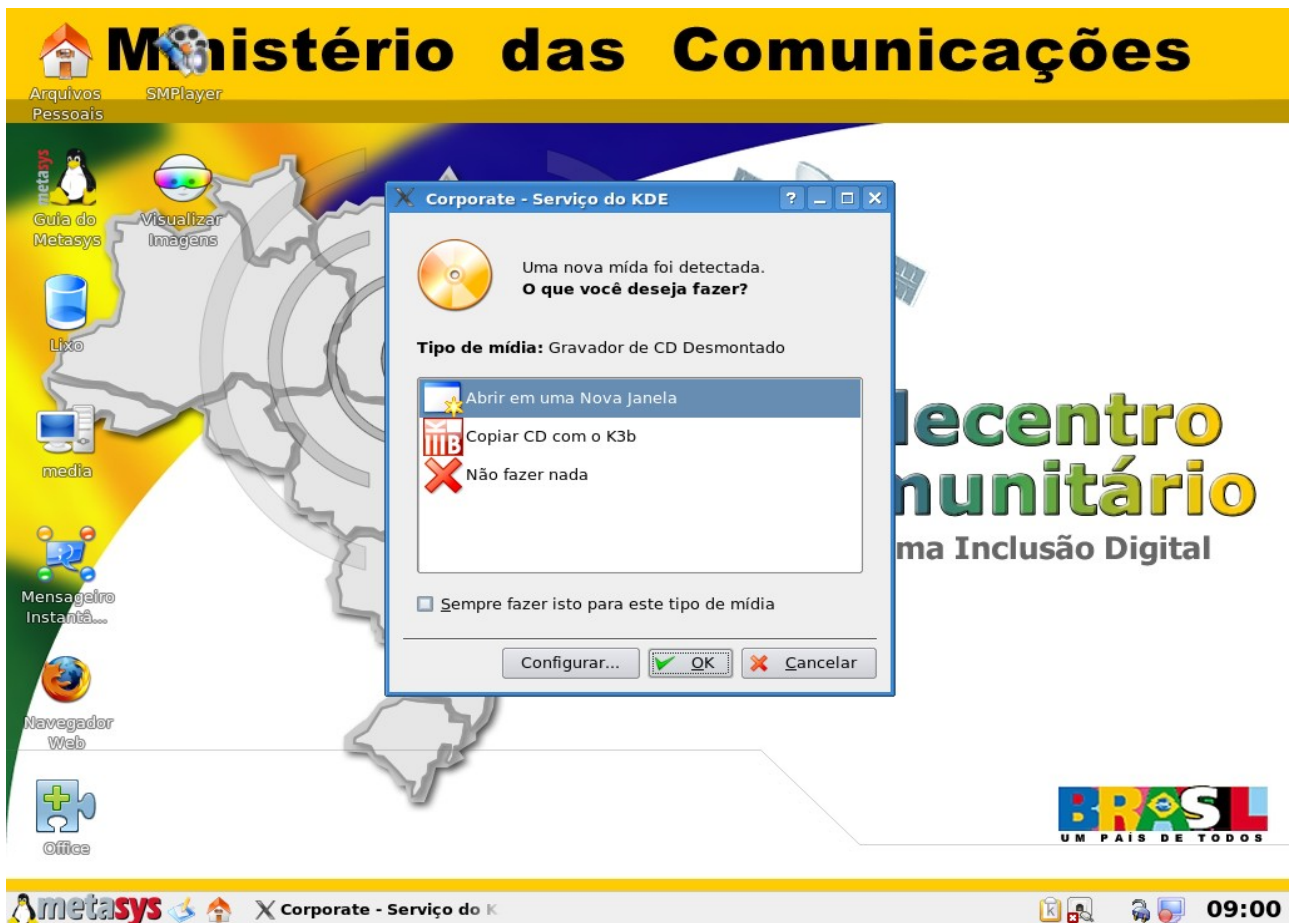 Ministério das Comunicações
Arquivos
Pessoais
SMPlayer
metasys
Guia do
Metasys
Visualizar
Imagens
Lixo
media
Mensageiro
Instantâ...
Navegador
Web
Office
Corporate - Serviço do KDE
Uma nova mída foi detectada.
O que você deseja fazer?
Tipo de mídia: Gravador de CD Desmontado
Abrir em uma Nova Janela
Copiar CD com o K3b
Não fazer nada
Sempre fazer isto para este tipo de mídia
Configurar...
OK
Cancelar
lecentro
munitário
ma Inclusão Digital
BRASIL
UM PAÍS DE TODOS
metasys
Corporate - Serviço do K
09:00